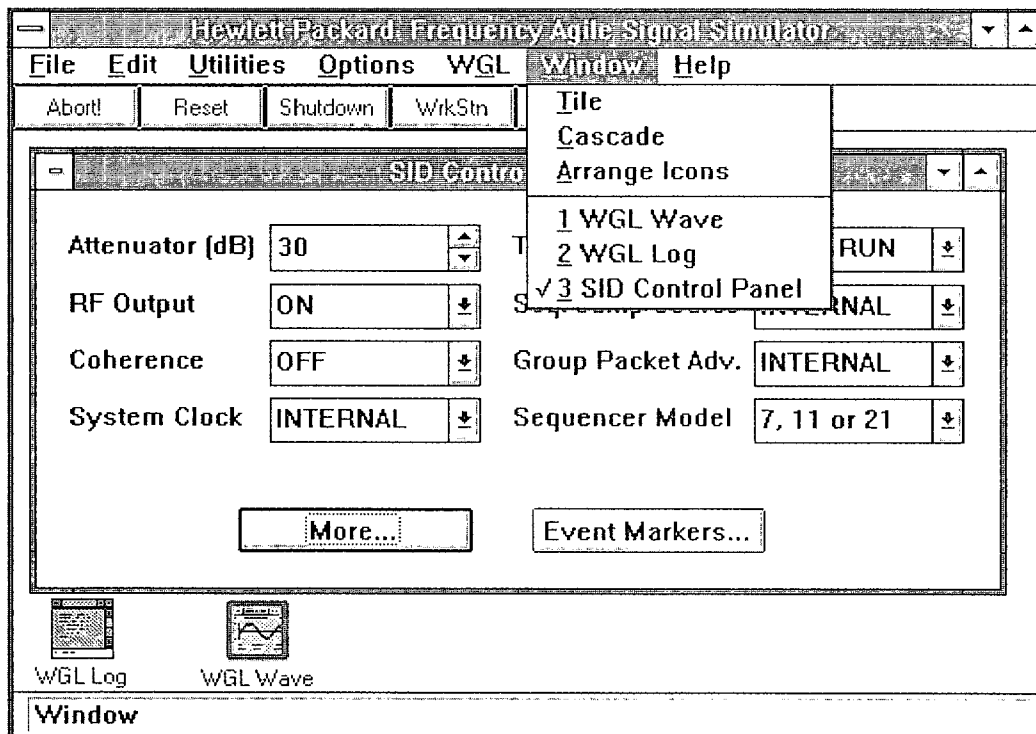 Hewlett-Packard Frequency Agile Signal Simulator
File Edit Utilities Options WGL Window Help
Abort! Reset Shutdown WrkStn
Tile
Cascade
Arrange Icons
1 WGL Wave
2 WGL Log
√ 3 SID Control Panel
SID Contro
Attenuator (dB) 30
T RUN
RF Output ON
INTERNAL
Coherence OFF
Group Packet Adv. INTERNAL
System Clock INTERNAL
Sequencer Model 7, 11 or 21
More... Event Markers...
WGL Log WGL Wave
Window